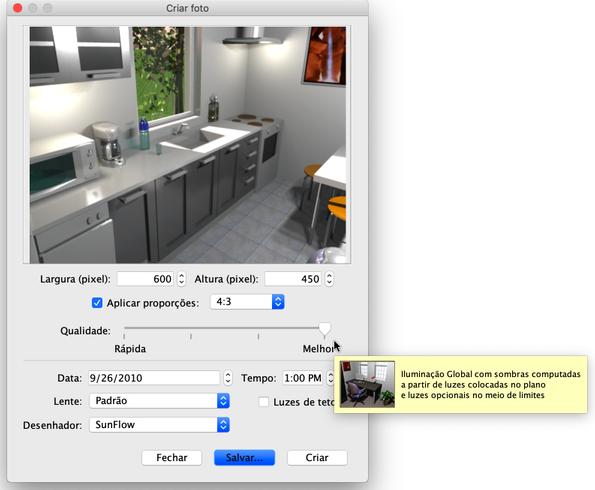 Criar foto
Largura (pixel): 600 Altura (pixel): 450
Aplicar proporções: 4:3
Qualidade:
Rápida Melhor
Iluminação Global com sombras computadas
a partir de luzes colocadas no plano
e luzes opcionais no meio de limites
Data: 9/26/2010 Tempo: 1:00 PM
Lente: Padrão Luzes de teto
Desenhador: SunFlow
Fechar Salvar... Criar